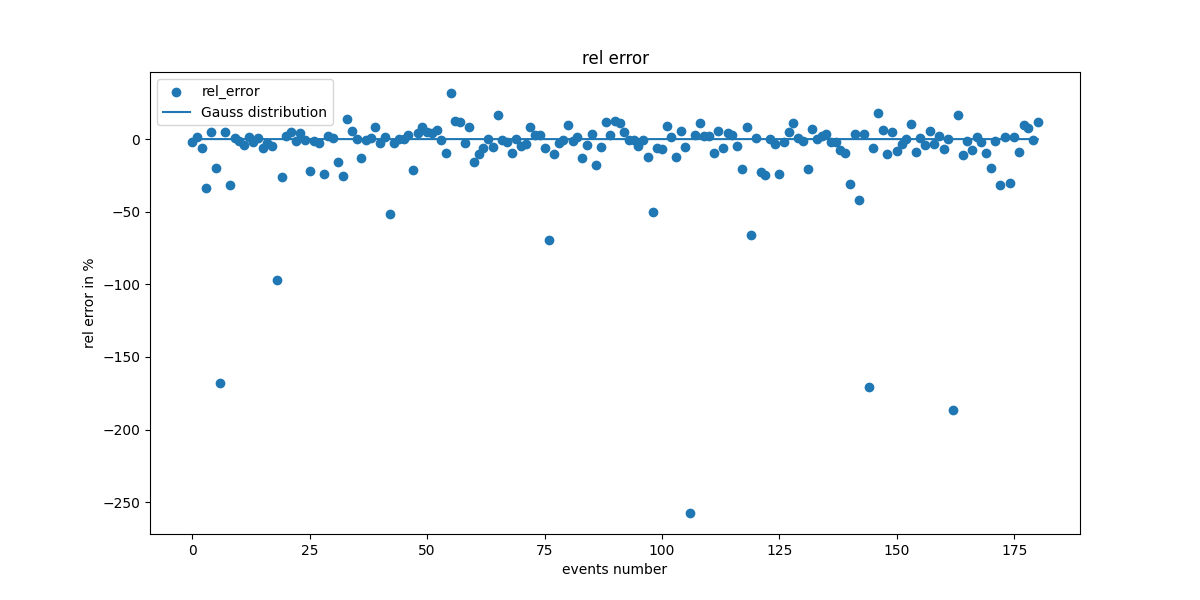 rel error
rel_error
Gauss distribution
rel error in %
0
−50
−100
−150
−200
−250
0
25
50
75
100
125
150
175
events number